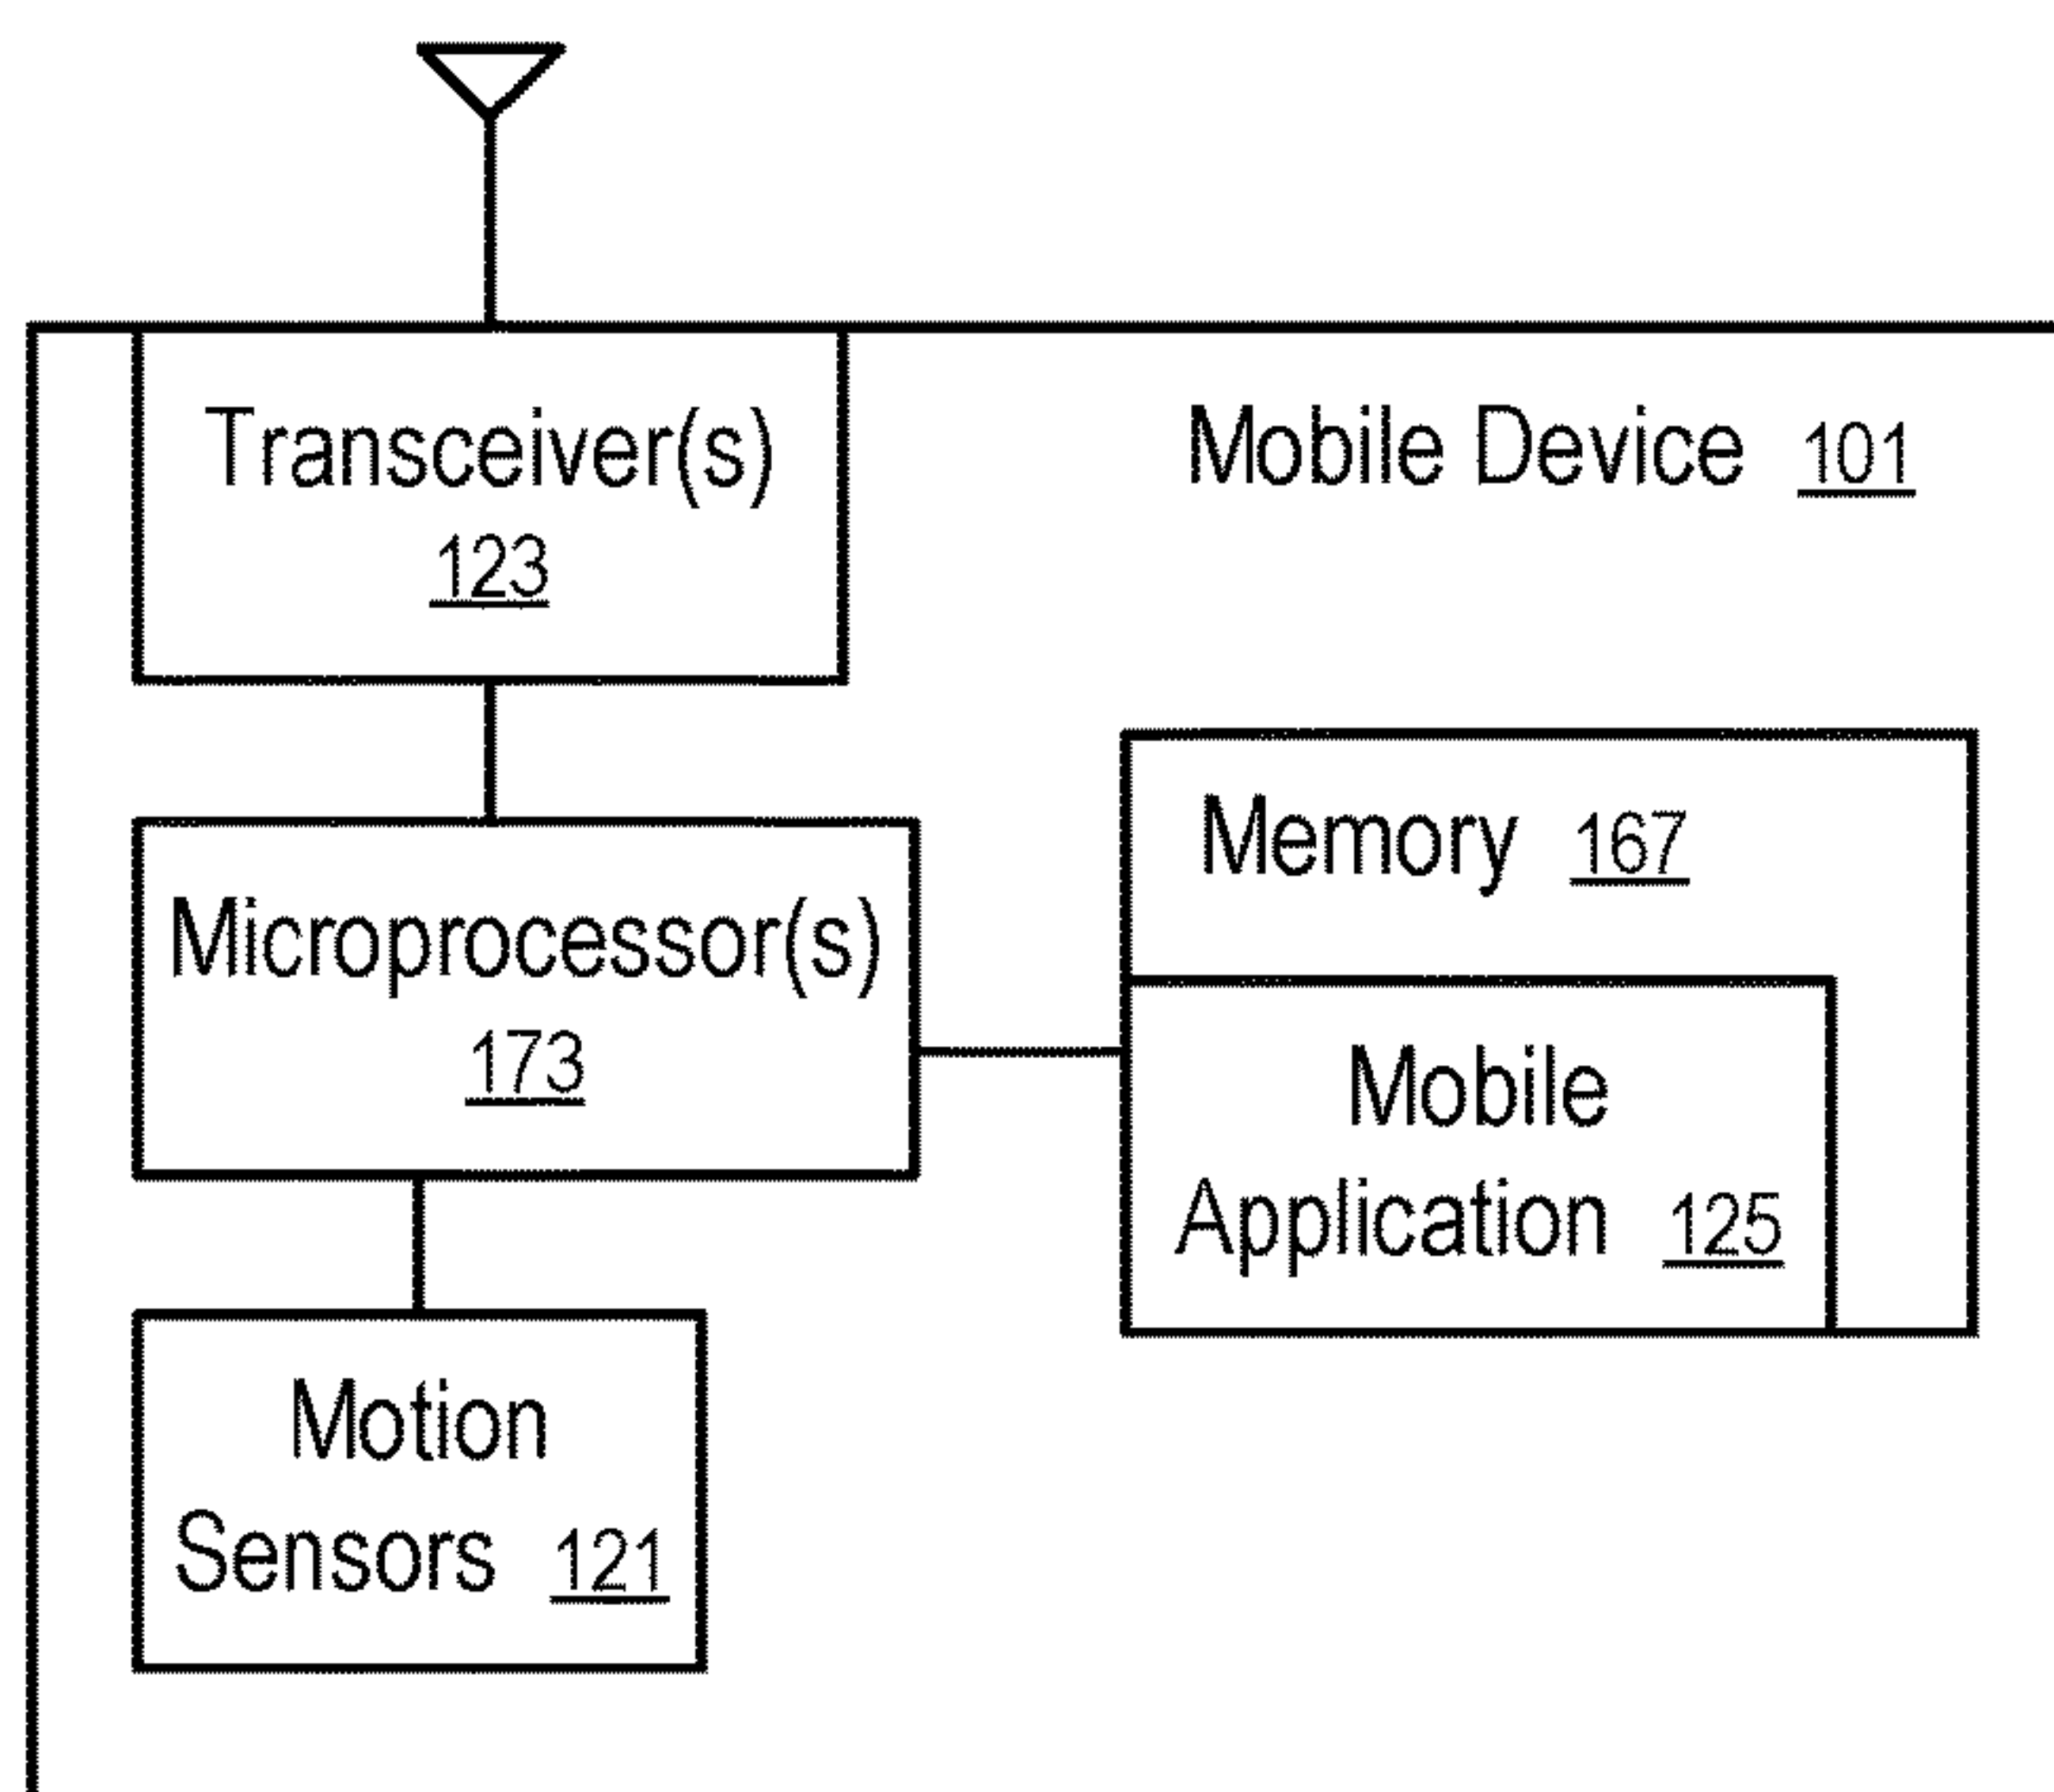 Transceiver(s)
123
Mobile Device 101
Memory 167
Microprocessor(s)
173
Mobile
Application 125
Motion
Sensors 121